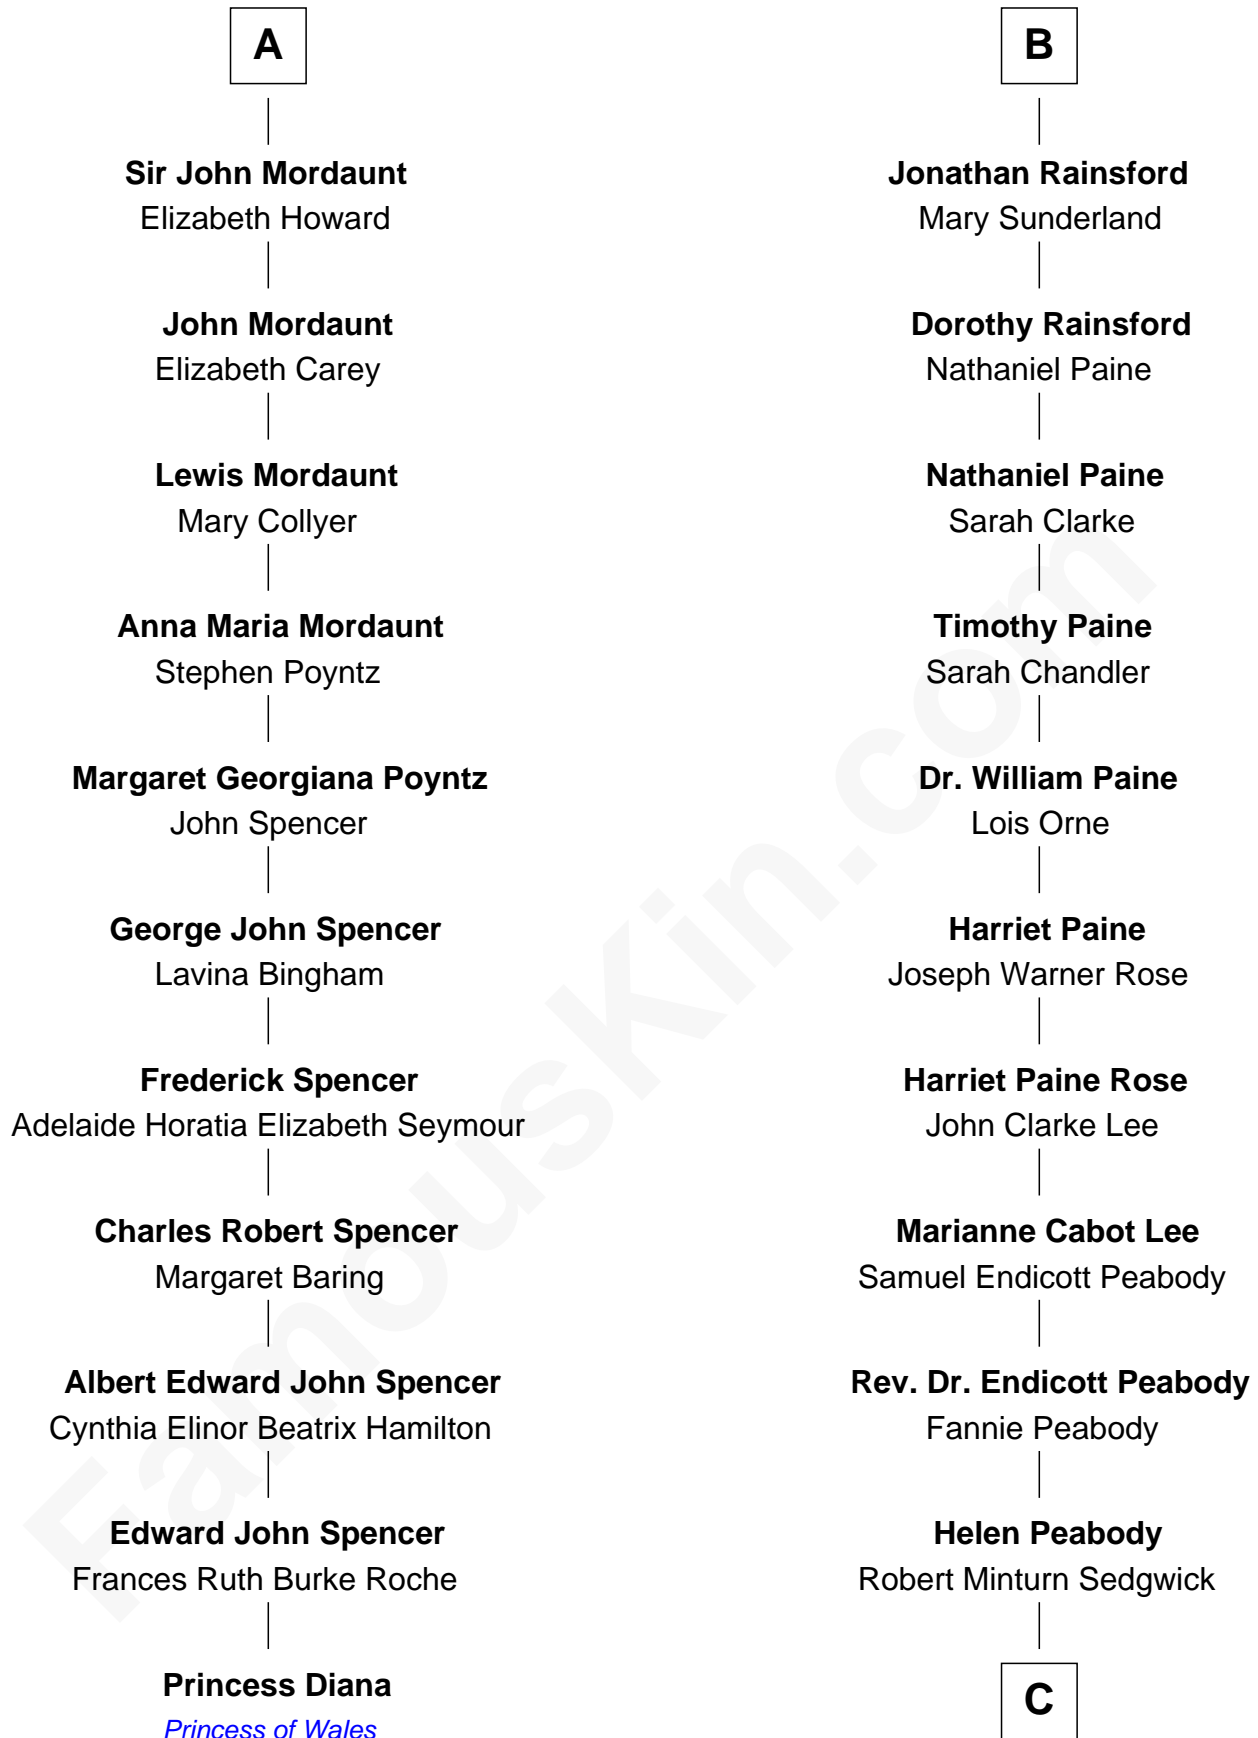 A
Sir John Mordaunt
Elizabeth Howard
John Mordaunt
Elizabeth Carey
Lewis Mordaunt
Mary Collyer
Anna Maria Mordaunt
Stephen Poyntz
Margaret Georgiana Poyntz
John Spencer
George John Spencer
Lavina Bingham
Frederick Spencer
Adelaide Horatia Elizabeth Seymour
Charles Robert Spencer
Margaret Baring
Albert Edward John Spencer
Cynthia Elinor Beatrix Hamilton
Edward John Spencer
Frances Ruth Burke Roche
Princess Diana
Princess of Wales
B
Jonathan Rainsford
Mary Sunderland
Dorothy Rainsford
Nathaniel Paine
Nathaniel Paine
Sarah Clarke
Timothy Paine
Sarah Chandler
Dr. William Paine
Lois Orne
Harriet Paine
Joseph Warner Rose
Harriet Paine Rose
John Clarke Lee
Marianne Cabot Lee
Samuel Endicott Peabody
Rev. Dr. Endicott Peabody
Fannie Peabody
Helen Peabody
Robert Minturn Sedgwick
C
FamousKin.com